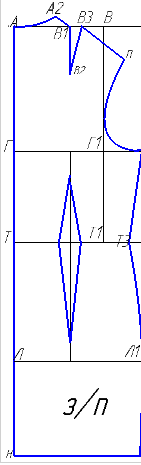 А А2 В1 В3 В
В2 П
Г Г1
Т Т1 Т3
Л Л1
з/п
Н